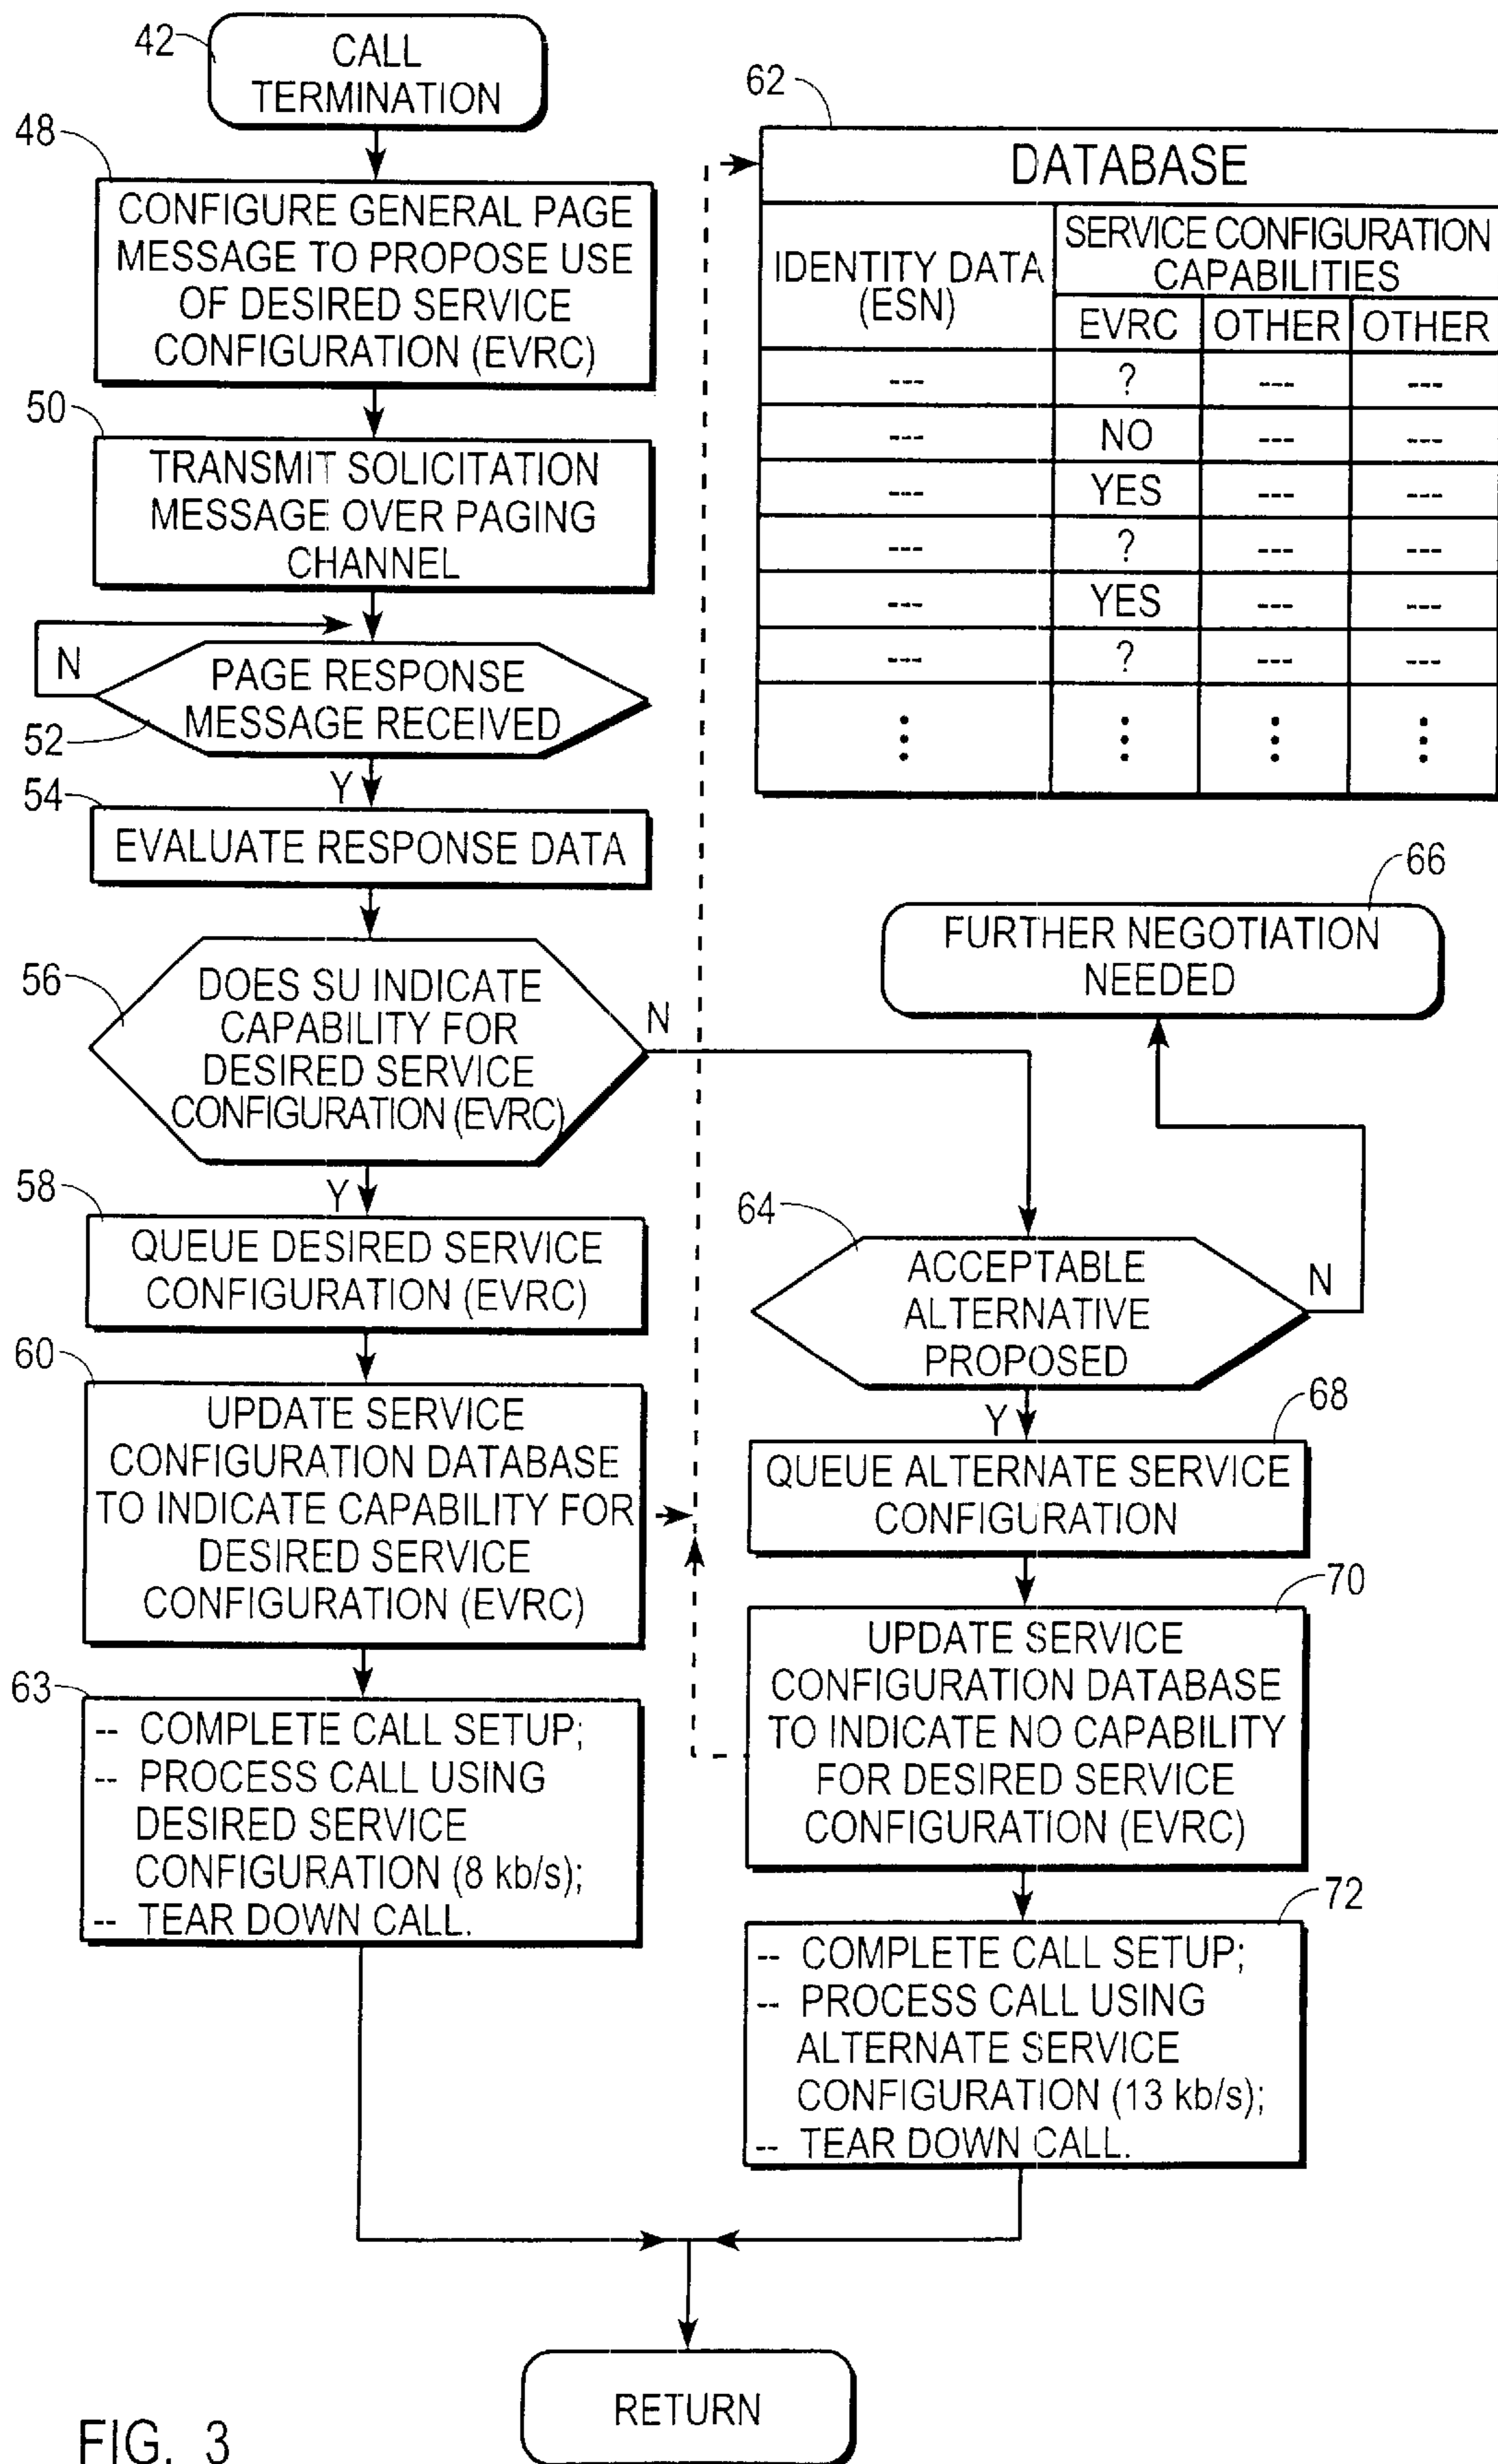 42
CALL
TERMINATION
48
CONFIGURE GENERAL PAGE
MESSAGE TO PROPOSE USE
OF DESIRED SERVICE
CONFIGURATION (EVRC)
50
TRANSMIT SOLICITATION
MESSAGE OVER PAGING
CHANNEL
N
PAGE RESPONSE
MESSAGE RECEIVED
52
Y
54
EVALUATE RESPONSE DATA
56
DOES SU INDICATE
CAPABILITY FOR
DESIRED SERVICE
CONFIGURATION (EVRC)
N
Y
58
QUEUE DESIRED SERVICE
CONFIGURATION (EVRC)
60
UPDATE SERVICE
CONFIGURATION DATABASE
TO INDICATE CAPABILITY FOR
DESIRED SERVICE
CONFIGURATION (EVRC)
63
-- COMPLETE CALL SETUP;
-- PROCESS CALL USING
DESIRED SERVICE
CONFIGURATION (8 kb/s);
-- TEAR DOWN CALL.
62
DATABASE
IDENTITY DATA
(ESN)
SERVICE CONFIGURATION
CAPABILITIES
EVRC OTHER OTHER
--- ? --- ---
--- NO --- ---
--- YES --- ---
--- ? --- ---
--- YES --- ---
--- ? --- ---
⋮ ⋮ ⋮ ⋮
66
FURTHER NEGOTIATION
NEEDED
64
ACCEPTABLE
ALTERNATIVE
PROPOSED
N
Y
68
QUEUE ALTERNATE SERVICE
CONFIGURATION
70
UPDATE SERVICE
CONFIGURATION DATABASE
TO INDICATE NO CAPABILITY
FOR DESIRED SERVICE
CONFIGURATION (EVRC)
72
-- COMPLETE CALL SETUP;
-- PROCESS CALL USING
ALTERNATE SERVICE
CONFIGURATION (13 kb/s);
-- TEAR DOWN CALL.
RETURN
FIG. 3